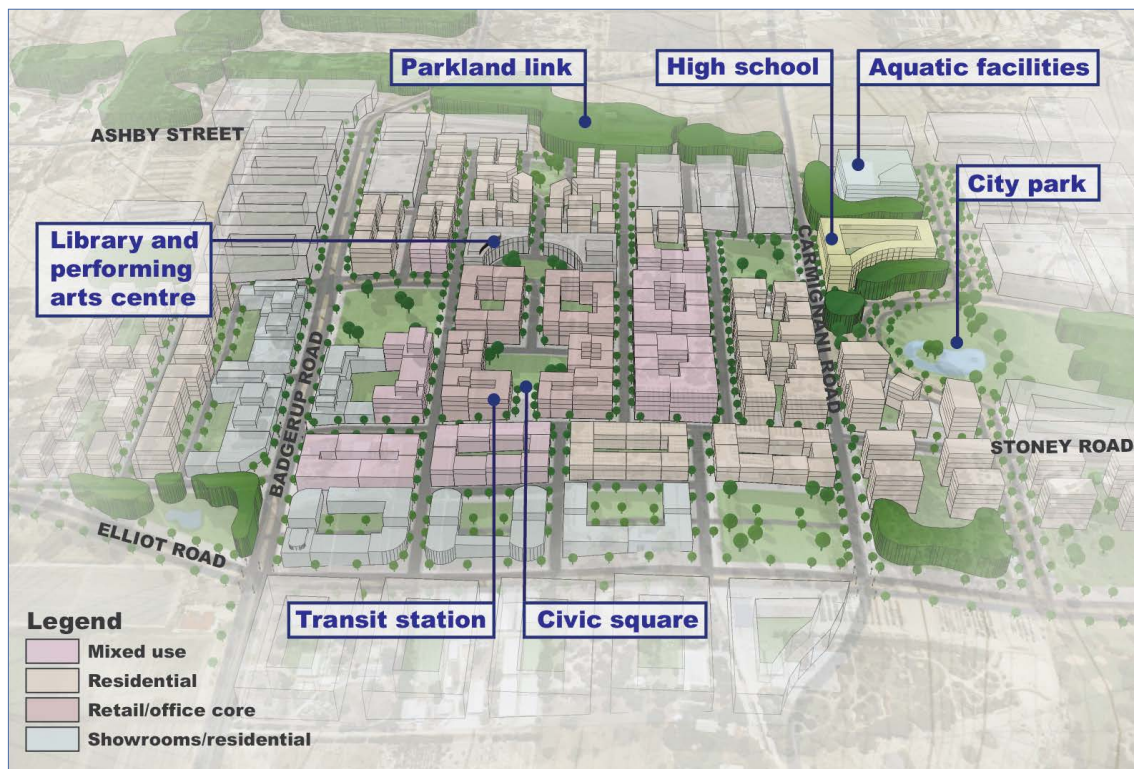 Parkland link
High school
Aquatic facilities
ASHBY STREET
City park
Library and
performing
arts centre
CARMIGNANI ROAD
BADGERUP ROAD
STONEY ROAD
ELLIOT ROAD
Transit station
Civic square
Legend
Mixed use
Residential
Retail/office core
Showrooms/residential